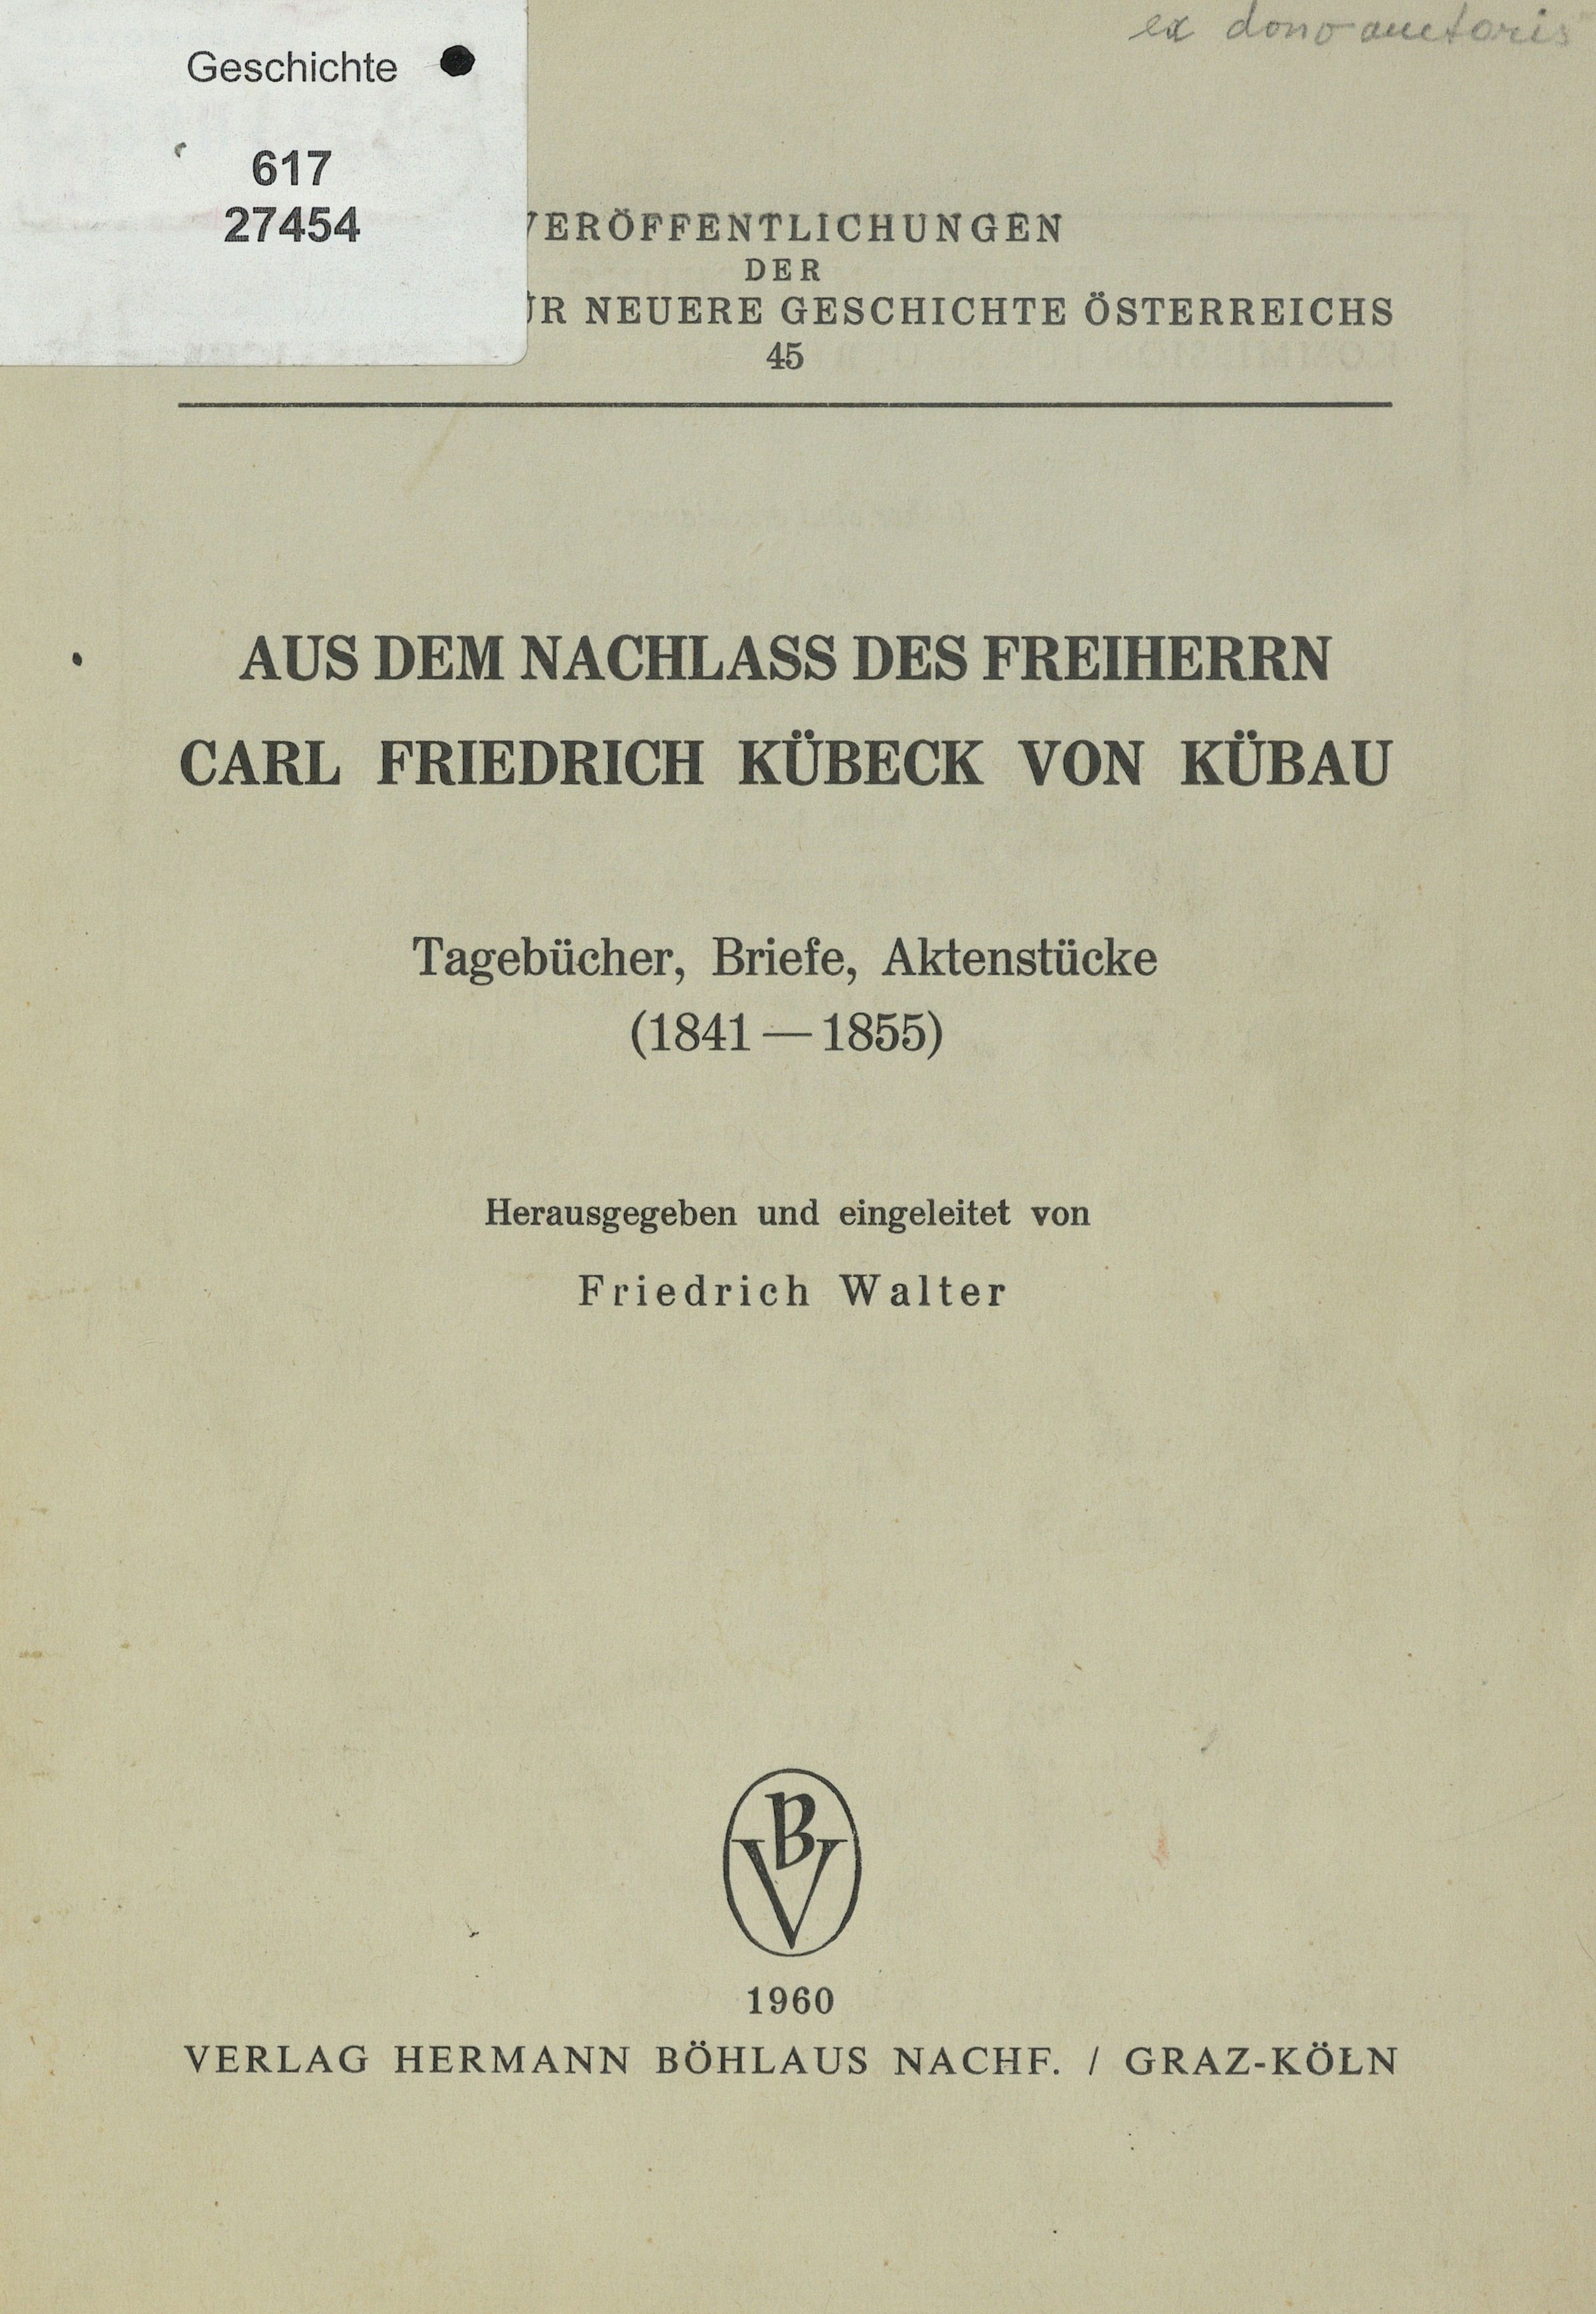 ex dono auctoris
Geschichte
617
27454
VERÖFFENTLICHUNGEN
DER
ÜR NEUERE GESCHICHTE ÖSTERREICHS
45
AUS DEM NACHLASS DES FREIHERRN
CARL FRIEDRICH KÜBECK VON KÜBAU
Tagebücher, Briefe, Aktenstücke
(1841 — 1855)
Herausgegeben und eingeleitet von
Friedrich Walter
BV
1960
VERLAG HERMANN BÖHLAUS NACHF. / GRAZ-KÖLN